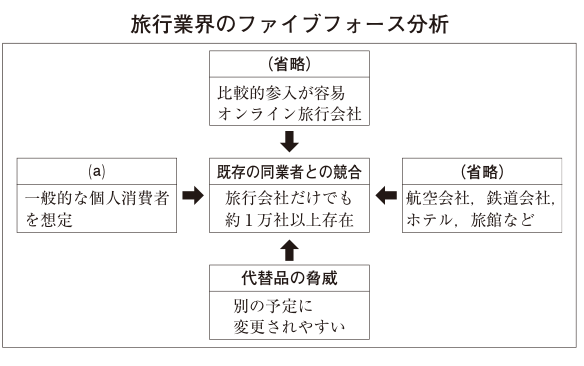 旅行業界のファイブフォース分析
（省略）
比較的参入が容易
オンライン旅行会社
(a)
一般的な個人消費者
を想定
既存の同業者との競合
旅行会社だけでも
約１万社以上存在
（省略）
航空会社，鉄道会社，
ホテル，旅館など
代替品の脅威
別の予定に
変更されやすい